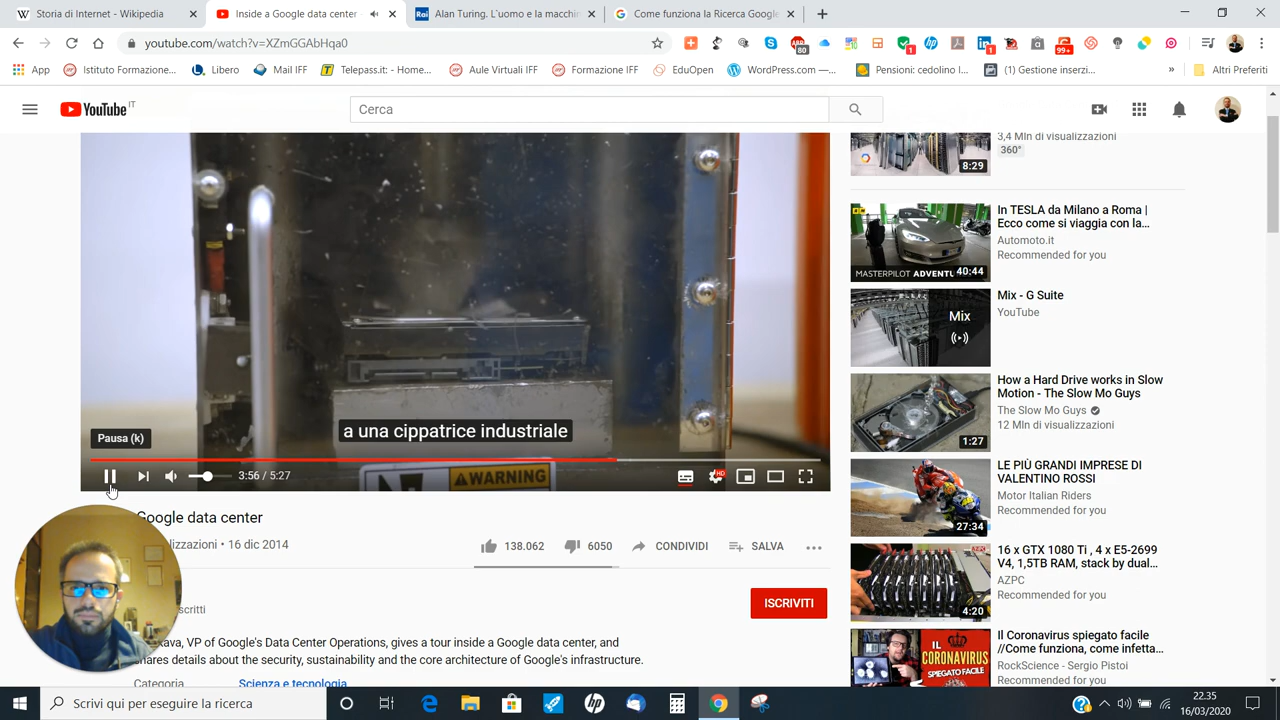 Storia di Internet - Wikipedia
Inside a Google data center
Rai Alan Turing. L'uomo e la macchin
Come funziona la Ricerca Google
youtube.com/watch?v=XZmGGAbHqa0
App
Istituto Formazione...
Libero
Mail IFF
Telepass.it: - Home...
Aule Virtuali IFF
Formazione IFF
EduOpen
WordPress.com —...
Pensioni: cedolino I...
(1) Gestione inserzi...
»
Altri Preferiti
YouTube IT
Cerca
3,4 Mln di visualizzazioni
360°
8:29
In TESLA da Milano a Roma |
Ecco come si viaggia con la...
Automoto.it
Recommended for you
MASTERPILOT ADVENTU
40:44
Mix - G Suite
YouTube
Mix
How a Hard Drive works in Slow
Motion - The Slow Mo Guys
The Slow Mo Guys
12 Mln di visualizzazioni
1:27
LE PIÙ GRANDI IMPRESE DI
VALENTINO ROSSI
Motor Italian Riders
Recommended for you
27:34
16 x GTX 1080 Ti , 4 x E5-2699
V4, 1,5TB RAM, stack by dual...
AZPC
Recommended for you
4:20
Il Coronavirus spiegato facile
//Come funziona, come infetta...
RockScience - Sergio Pistoi
Recommended for you
IL
CORONAVIRUS
SPIEGATO FACILE
a una cippatrice industriale
Pausa (k)
WARNING
3:56 / 5:27
HD
Google data center
lizzazioni • 16 dic 2014
138.062
6050
CONDIVIDI
SALVA
scritti
ISCRIVITI
VP of Google's Data Center Operations, gives a tour inside a Google data center, and
hares details about the security, sustainability and the core architecture of Google's infrastructure.
Categoria
Scienza e tecnologia
Scrivi qui per eseguire la ricerca
22.35
16/03/2020